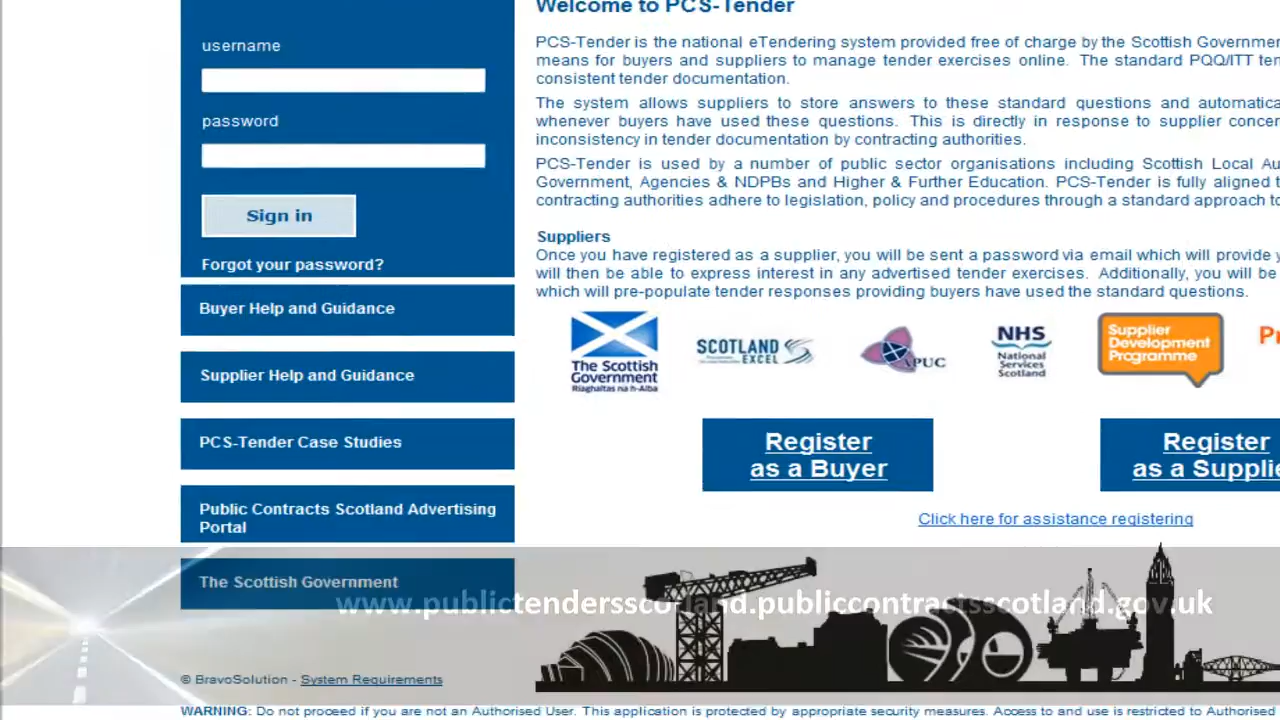 Welcome to PCS-Tender
username
password
Sign in
Forgot your password?
Buyer Help and Guidance
Supplier Help and Guidance
PCS-Tender Case Studies
Public Contracts Scotland Advertising
Portal
The Scottish Government
PCS-Tender is the national eTendering system provided free of charge by the Scottish
means for buyers and suppliers to manage tender exercises online. The standard PQQ/ITT
consistent tender documentation.
The system allows suppliers to store answers to these standard questions and
whenever buyers have used these questions. This is directly in response to supplier
inconsistency in tender documentation by contracting authorities.
PCS-Tender is used by a number of public sector organisations including Scottish Local
Government, Agencies & NDPBs and Higher & Further Education. PCS-Tender is fully aligned
contracting authorities adhere to legislation, policy and procedures through a standard approach
Suppliers
Once you have registered as a supplier, you will be sent a password via email which will provide
will then be able to express interest in any advertised tender exercises. Additionally, you will be
which will pre-populate tender responses providing buyers have used the standard questions.
The Scottish
Government
Riaghaltas na h-Alba
SCOTLAND
EXCEL
APUC
NHS
National
Services
Scotland
Supplier
Development
Programme
Register
as a Buyer
Register
as a
Click here for assistance registering
www.publictendersscotland.publiccontractsscotland.gov.uk
© BravoSolution - System Requirements
WARNING: Do not proceed if you are not an Authorised User. This application is protected by appropriate security measures. Access to and use is restricted to Authorised